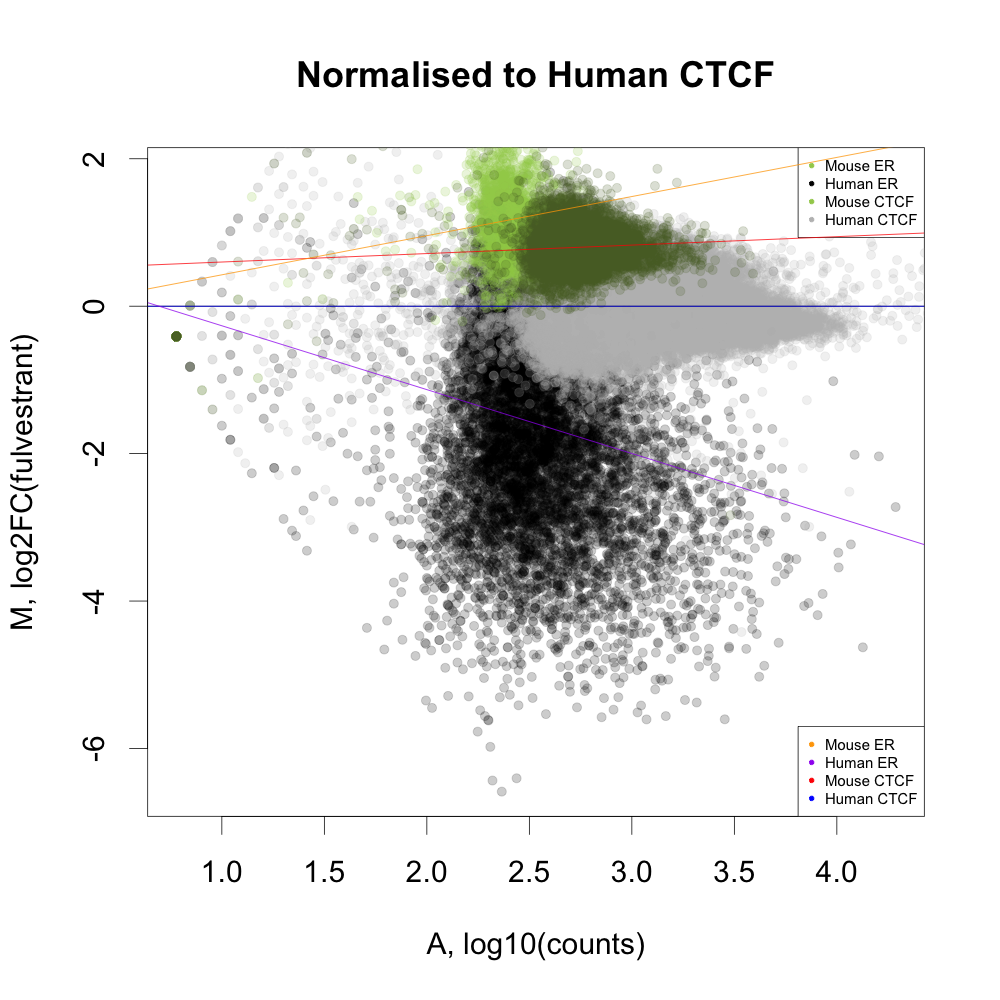 Normalised to Human CTCF
M, log2FC(fulvestrant)
2
0
-2
-4
-6
Mouse ER
Human ER
Mouse CTCF
Human CTCF
Mouse ER
Human ER
Mouse CTCF
Human CTCF
1.0 1.5 2.0 2.5 3.0 3.5 4.0
A, log10(counts)